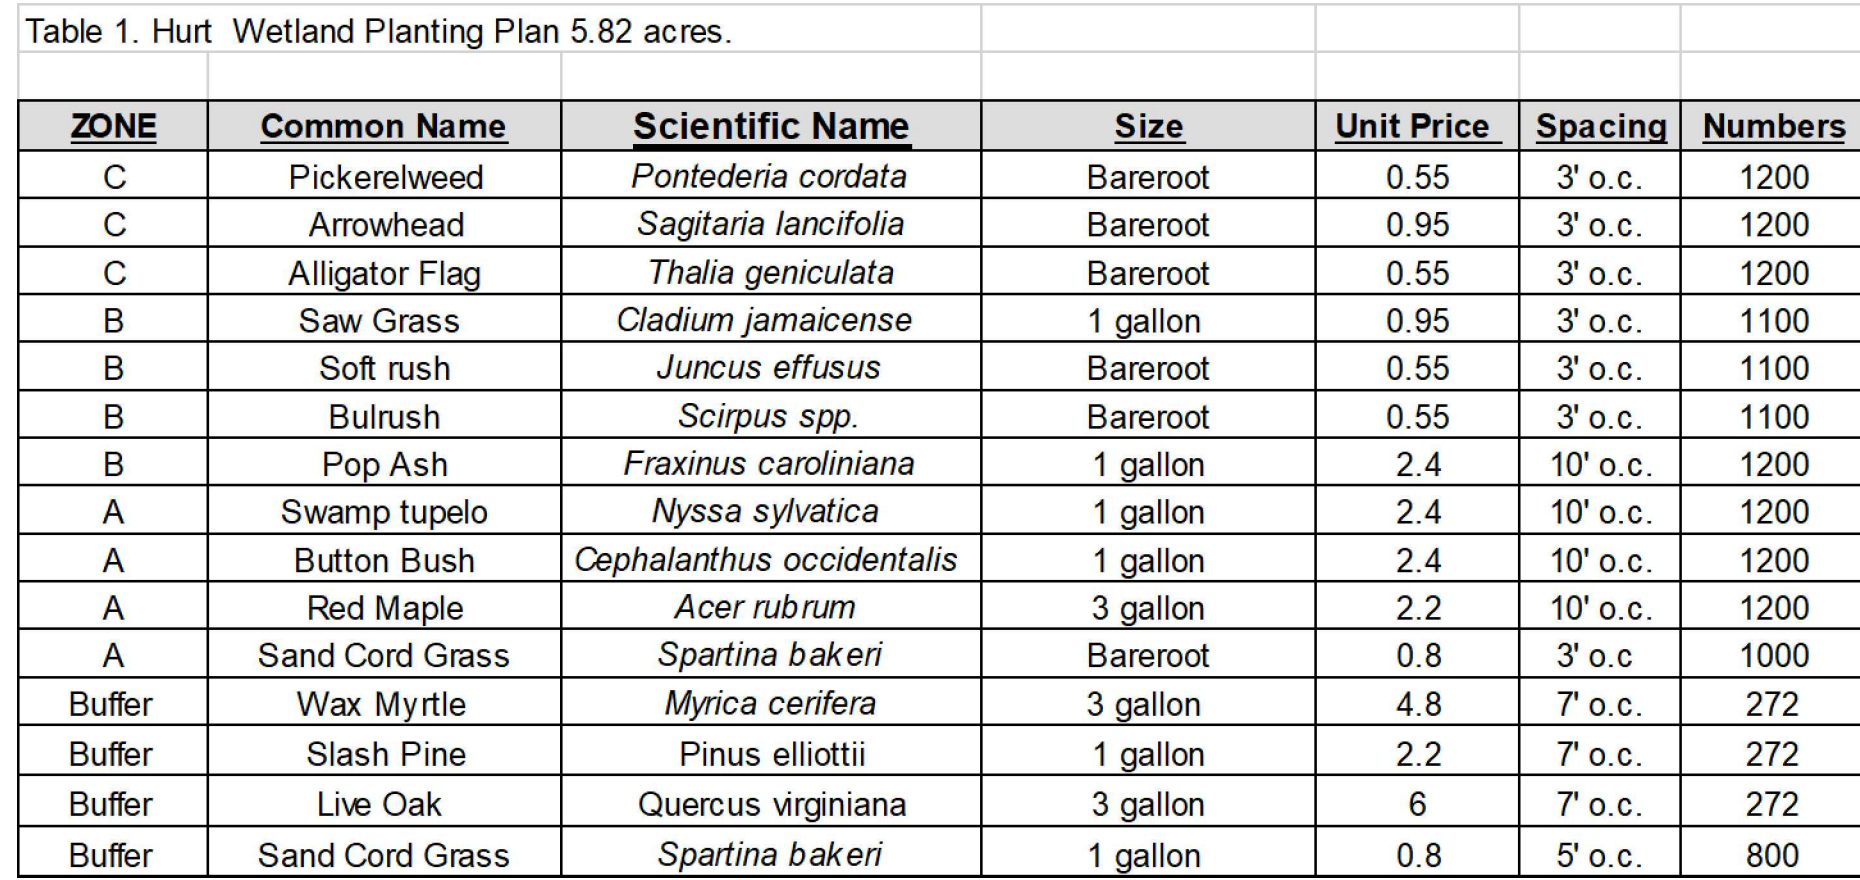 Table 1. Hurt Wetland Planting Plan 5.82 acres.
ZONE Common Name Scientific Name Size Unit Price Spacing Numbers
C Pickerelweed Pontederia cordata Bareroot 0.55 3' o.c. 1200
C Arrowhead Sagitaria lancifolia Bareroot 0.95 3' o.c. 1200
C Alligator Flag Thalia geniculata Bareroot 0.55 3' o.c. 1200
B Saw Grass Cladium jamaicense 1 gallon 0.95 3' o.c. 1100
B Soft rush Juncus effusus Bareroot 0.55 3' o.c. 1100
B Bulrush Scirpus spp. Bareroot 0.55 3' o.c. 1100
B Pop Ash Fraxinus caroliniana 1 gallon 2.4 10' o.c. 1200
A Swamp tupelo Nyssa sylvatica 1 gallon 2.4 10' o.c. 1200
A Button Bush Cephalanthus occidentalis 1 gallon 2.4 10' o.c. 1200
A Red Maple Acer rubrum 3 gallon 2.2 10' o.c. 1200
A Sand Cord Grass Spartina bakeri Bareroot 0.8 3' o.c 1000
Buffer Wax Myrtle Myrica cerifera 3 gallon 4.8 7' o.c. 272
Buffer Slash Pine Pinus elliottii 1 gallon 2.2 7' o.c. 272
Buffer Live Oak Quercus virginiana 3 gallon 6 7' o.c. 272
Buffer Sand Cord Grass Spartina bakeri 1 gallon 0.8 5' o.c. 800